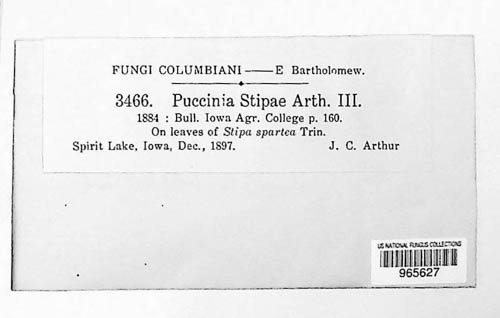 FUNGI COLUMBIANI — E Bartholomew.
3466. Puccinia Stipae Arth. III.
1884 : Bull. Iowa Agr. College p. 160.
On leaves of Stipa spartea Trin.
Spirit Lake, Iowa, Dec., 1897. J. C. Arthur
US NATIONAL FUNGUS COLLECTIONS
965627